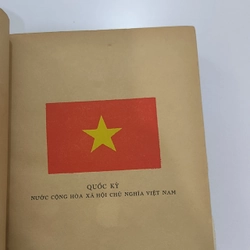 QUỐC KỲ
NƯỚC CỘNG HÒA XÃ HỘI CHỦ NGHĨA VIỆT NAM